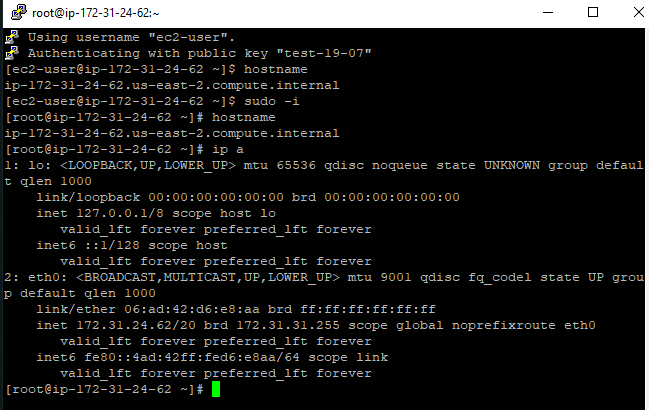 root@ip-172-31-24-62:~
Using username "ec2-user".
Authenticating with public key "test-19-07"
[ec2-user@ip-172-31-24-62 ~]$ hostname
ip-172-31-24-62.us-east-2.compute.internal
[ec2-user@ip-172-31-24-62 ~]$ sudo -i
[root@ip-172-31-24-62 ~]# hostname
ip-172-31-24-62.us-east-2.compute.internal
[root@ip-172-31-24-62 ~]# ip a
1: lo: <LOOPBACK,UP,LOWER_UP> mtu 65536 qdisc noqueue state UNKNOWN group defaul
t qlen 1000
    link/loopback 00:00:00:00:00:00 brd 00:00:00:00:00:00
    inet 127.0.0.1/8 scope host lo
       valid_lft forever preferred_lft forever
    inet6 ::1/128 scope host
       valid_lft forever preferred_lft forever
2: eth0: <BROADCAST,MULTICAST,UP,LOWER_UP> mtu 9001 qdisc fq_codel state UP grou
p default qlen 1000
    link/ether 06:ad:42:d6:e8:aa brd ff:ff:ff:ff:ff:ff
    inet 172.31.24.62/20 brd 172.31.31.255 scope global noprefixroute eth0
       valid_lft forever preferred_lft forever
    inet6 fe80::4ad:42ff:fed6:e8aa/64 scope link
       valid_lft forever preferred_lft forever
[root@ip-172-31-24-62 ~]#